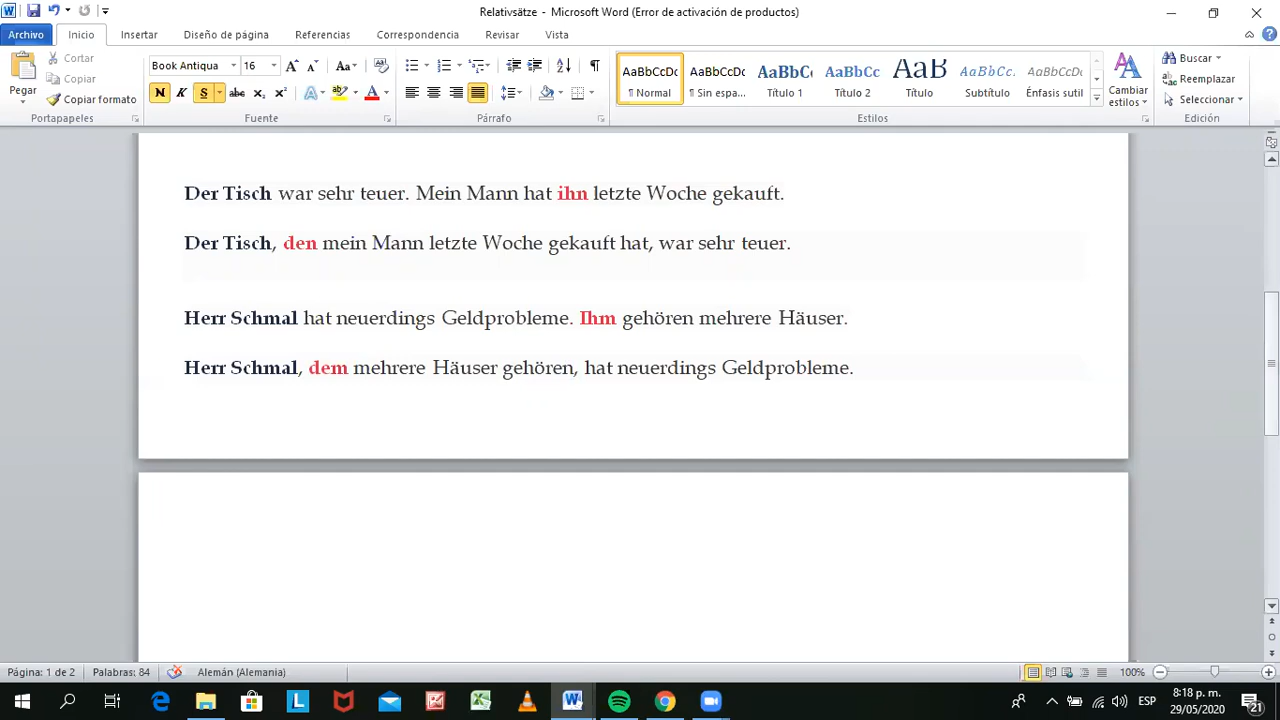 Relativsätze - Microsoft Word (Error de activación de productos)
Archivo Inicio Insertar Diseño de página Referencias Correspondencia Revisar Vista
Pegar
Cortar
Copiar
Copiar formato
Portapapeles
Book Antiqua 16
N K S abc x₂ x²
Fuente
Párrafo
AaBbCcDc AaBbCcDc AaBbC AaBbCc AaB AaBbCc. AaBbCcDc
¶ Normal ¶ Sin espa... Título 1 Título 2 Título Subtítulo Énfasis sutil
Estilos
Cambiar estilos
Buscar
Reemplazar
Seleccionar
Edición
Der Tisch war sehr teuer. Mein Mann hat ihn letzte Woche gekauft.
Der Tisch, den mein Mann letzte Woche gekauft hat, war sehr teuer.
Herr Schmal hat neuerdings Geldprobleme. Ihm gehören mehrere Häuser.
Herr Schmal, dem mehrere Häuser gehören, hat neuerdings Geldprobleme.
Página: 1 de 2 Palabras: 84 Alemán (Alemania) 100%
ESP 8:18 p. m.
29/05/2020 21